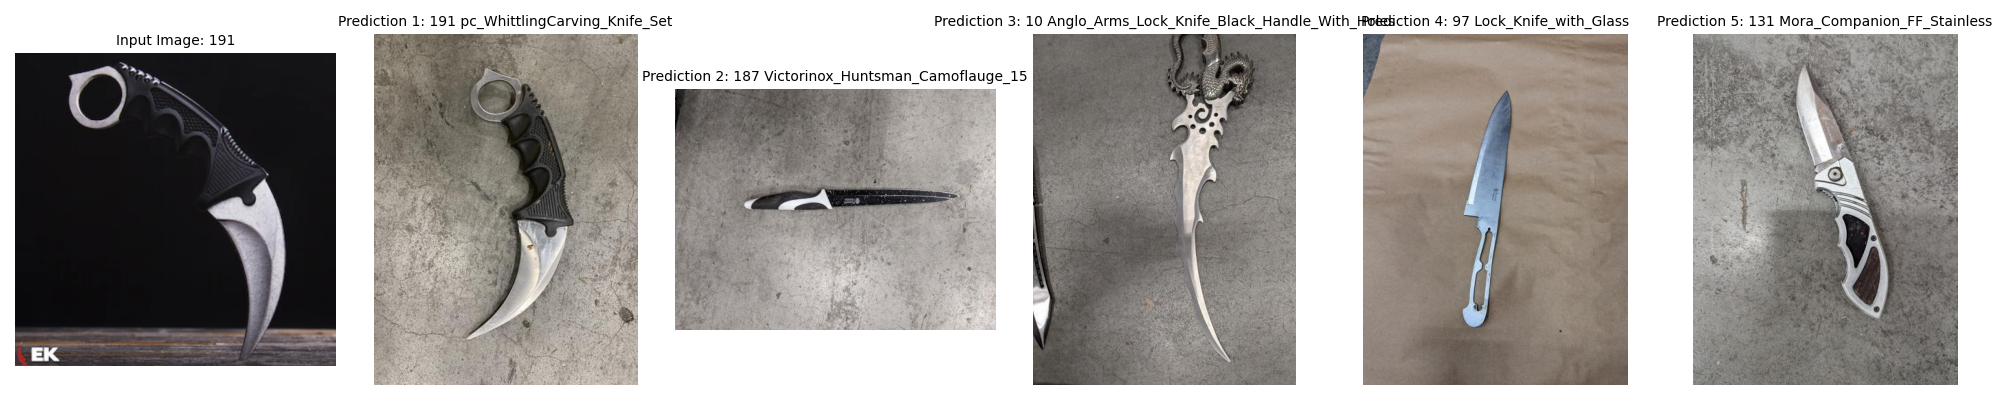 Input Image: 191
Prediction 1: 191 pc_WhittlingCarving_Knife_Set
Prediction 2: 187 Victorinox_Huntsman_Camoflauge_15
Prediction 3: 10 Anglo_Arms_Lock_Knife_Black_Handle_With_Holes
Prediction 4: 97 Lock_Knife_with_Glass
Prediction 5: 131 Mora_Companion_FF_Stainless
EK